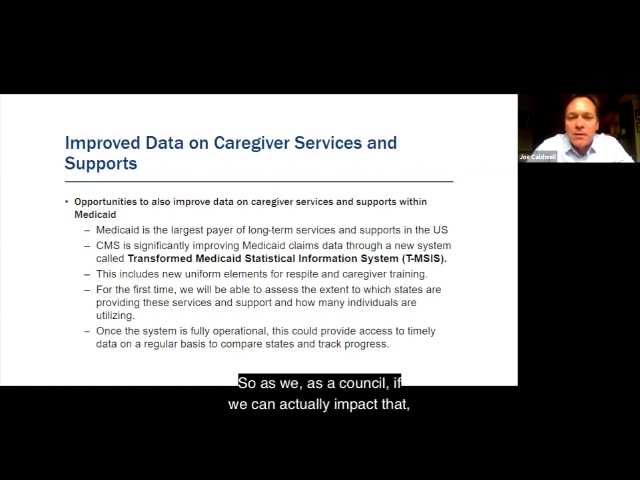 Improved Data on Caregiver Services and
Supports
• Opportunities to also improve data on caregiver services and supports within
Medicaid
– Medicaid is the largest payer of long-term services and supports in the US
– CMS is significantly improving Medicaid claims data through a new system
called Transformed Medicaid Statistical Information System (T-MSIS).
– This includes new uniform elements for respite and caregiver training.
– For the first time, we will be able to assess the extent to which states are
providing these services and support and how many individuals are
utilizing.
– Once the system is fully operational, this could provide access to timely
data on a regular basis to compare states and track progress.
Joe Caldwell
So as we, as a council, if
we can actually impact that,